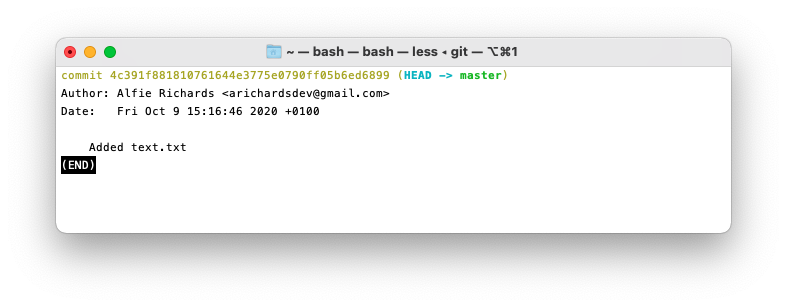 ~ — bash — bash — less ◂ git — ⌥⌘1
commit 4c391f881810761644e3775e0790ff05b6ed6899 (HEAD -> master)
Author: Alfie Richards <arichardsdev@gmail.com>
Date:   Fri Oct 9 15:16:46 2020 +0100
Added text.txt
(END)